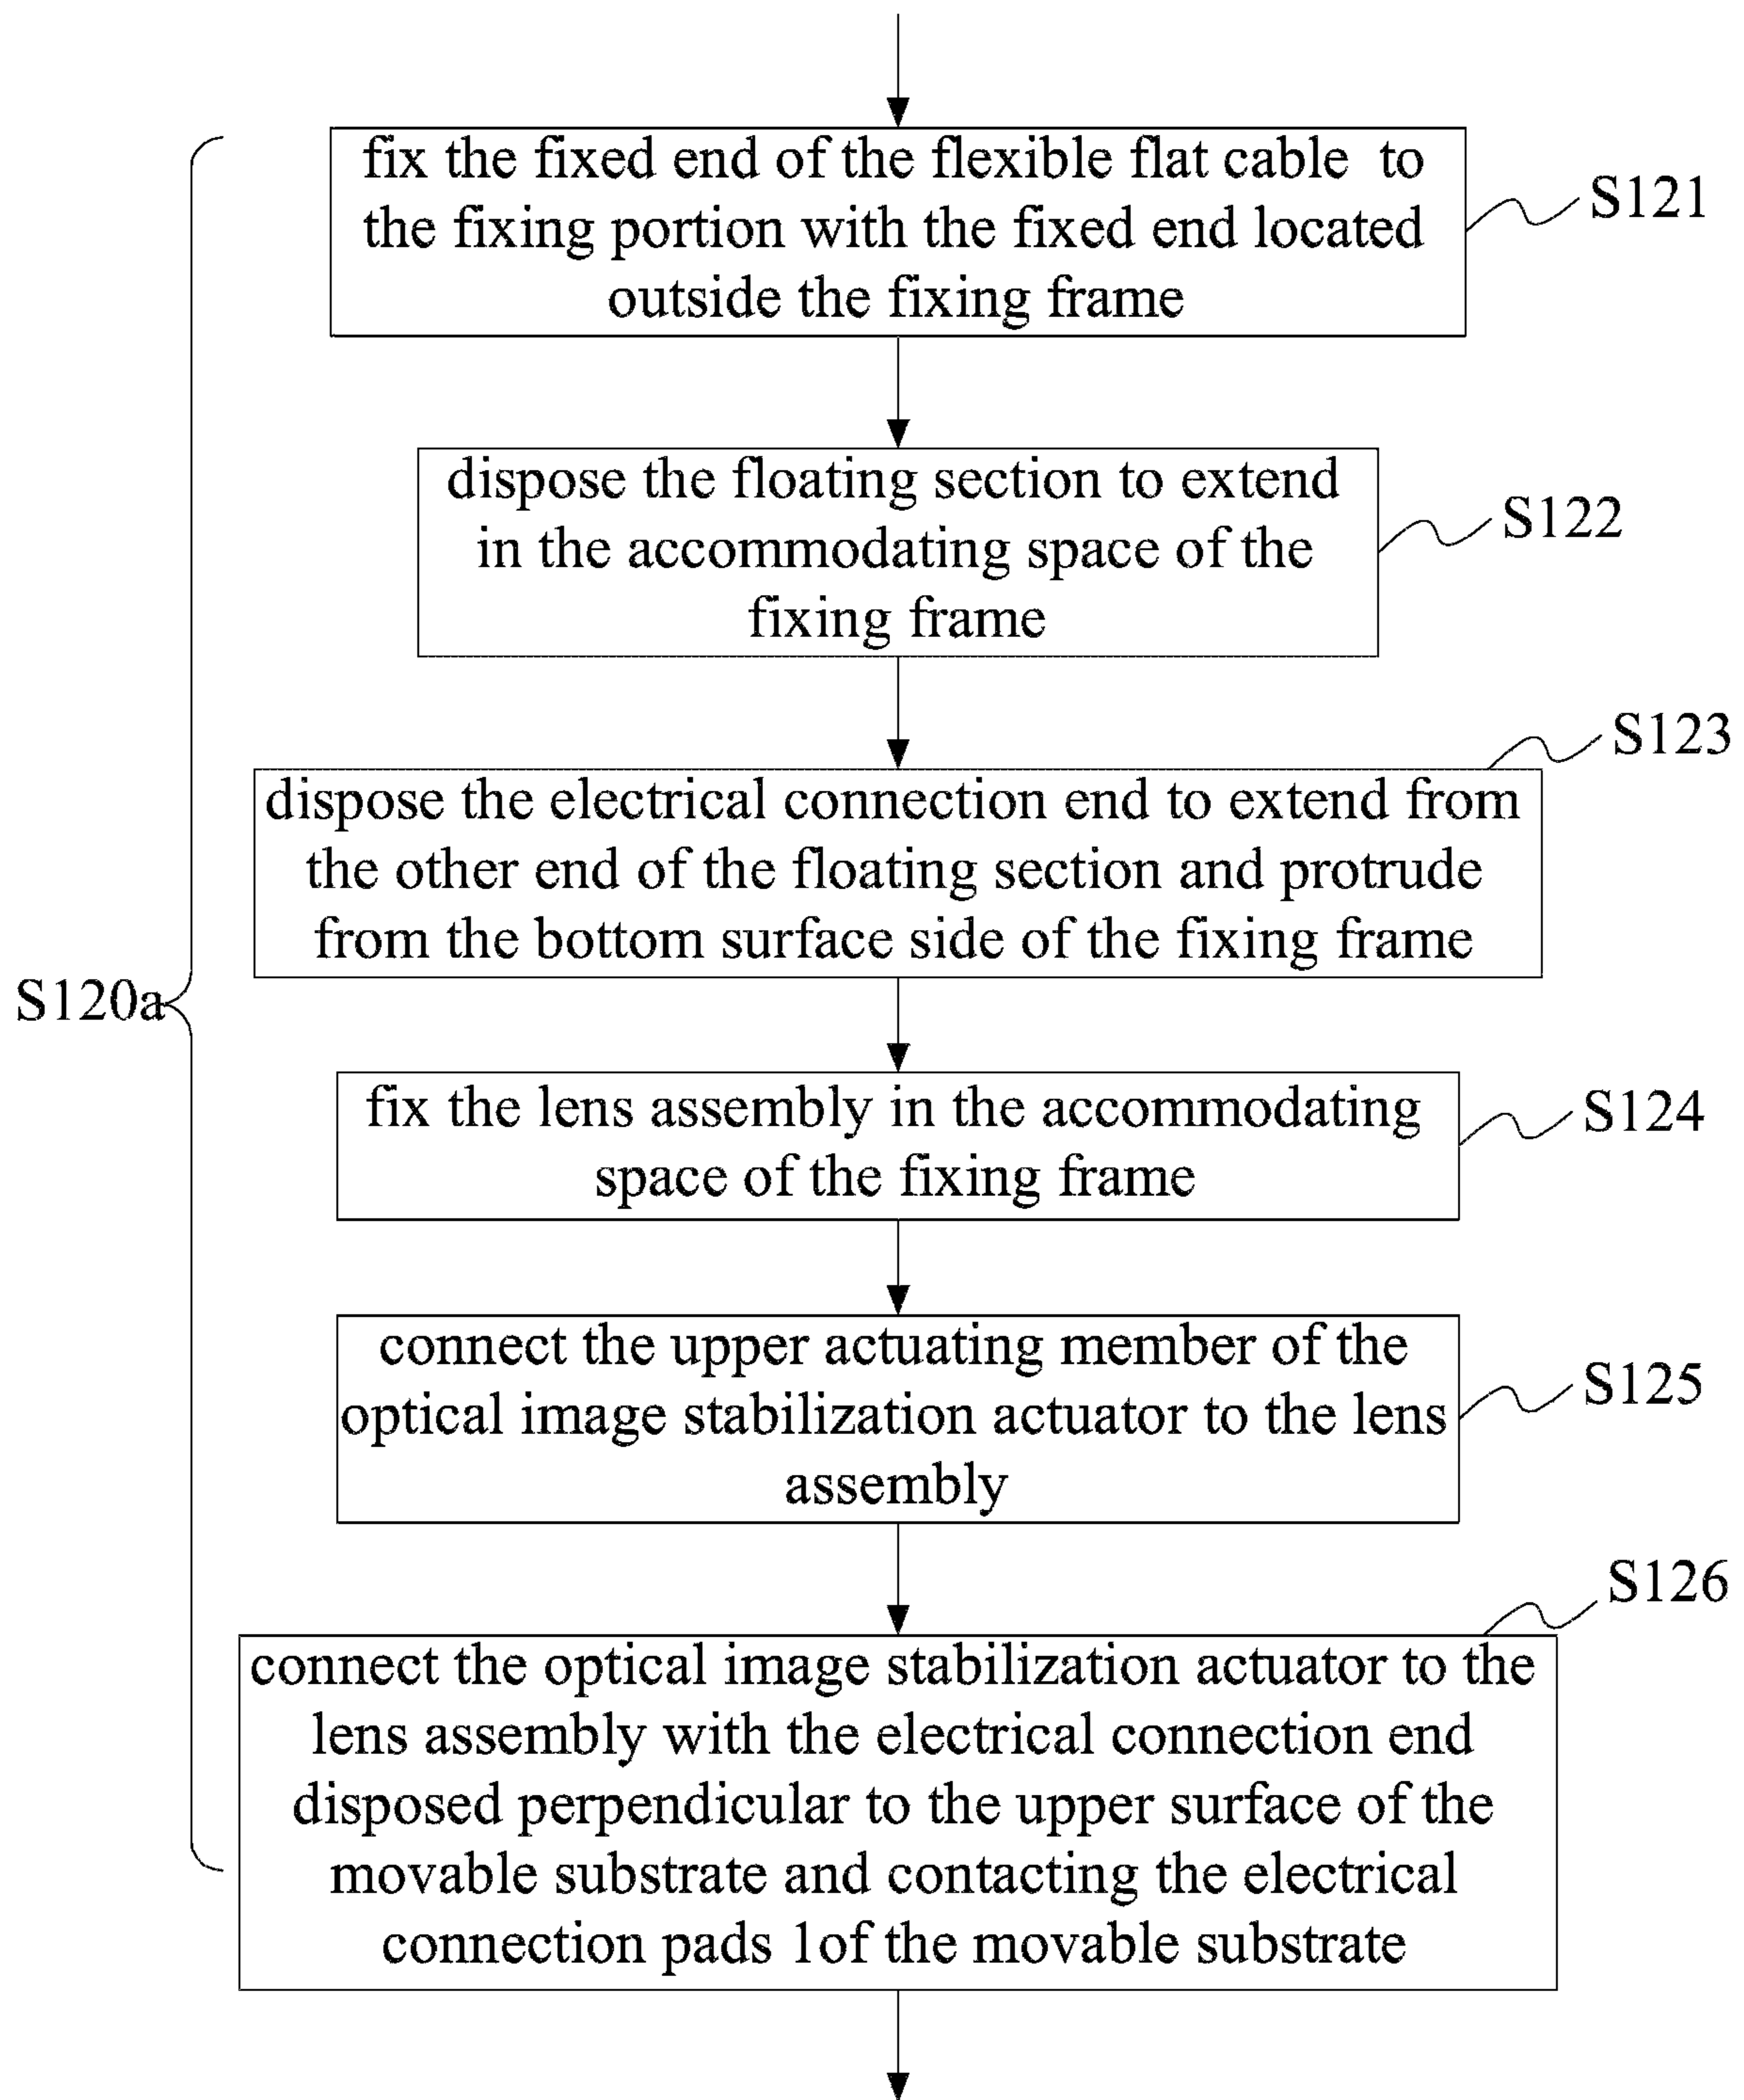 fix the fixed end of the flexible flat cable to
the fixing portion with the fixed end located
outside the fixing frame
S121
dispose the floating section to extend
in the accommodating space of the
fixing frame
S122
S123
dispose the electrical connection end to extend from
the other end of the floating section and protrude
from the bottom surface side of the fixing frame
S120a
fix the lens assembly in the accommodating
space of the fixing frame
S124
connect the upper actuating member of the
optical image stabilization actuator to the lens
assembly
S125
S126
connect the optical image stabilization actuator to the
lens assembly with the electrical connection end
disposed perpendicular to the upper surface of the
movable substrate and contacting the electrical
connection pads 1of the movable substrate